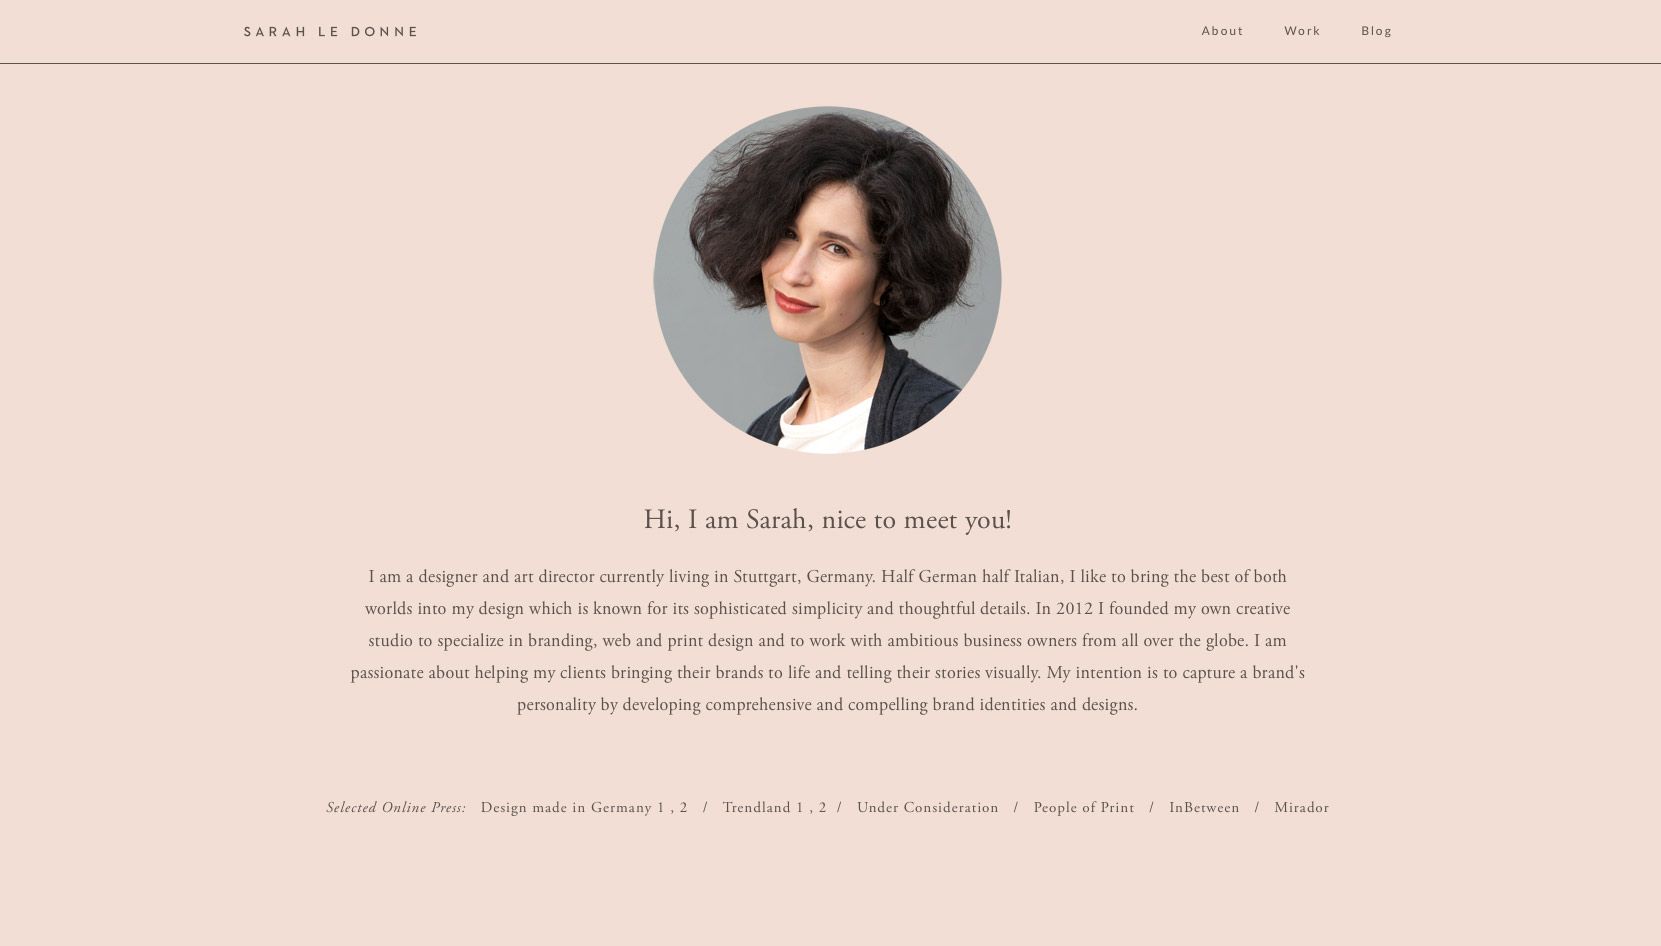 SARAH LE DONNE
About Work Blog
Hi, I am Sarah, nice to meet you!
I am a designer and art director currently living in Stuttgart, Germany. Half German half Italian, I like to bring the best of both
worlds into my design which is known for its sophisticated simplicity and thoughtful details. In 2012 I founded my own creative
studio to specialize in branding, web and print design and to work with ambitious business owners from all over the globe. I am
passionate about helping my clients bringing their brands to life and telling their stories visually. My intention is to capture a brand's
personality by developing comprehensive and compelling brand identities and designs.
Selected Online Press: Design made in Germany 1 , 2 / Trendland 1 , 2 / Under Consideration / People of Print / InBetween / Mirador